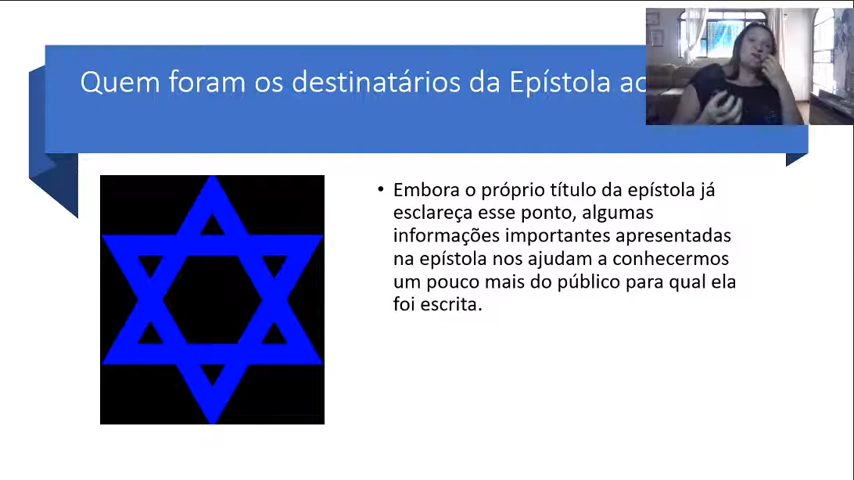 Quem foram os destinatários da Epístola ao
• Embora o próprio título da epístola já
esclareça esse ponto, algumas
informações importantes apresentadas
na epístola nos ajudam a conhecermos
um pouco mais do público para qual ela
foi escrita.